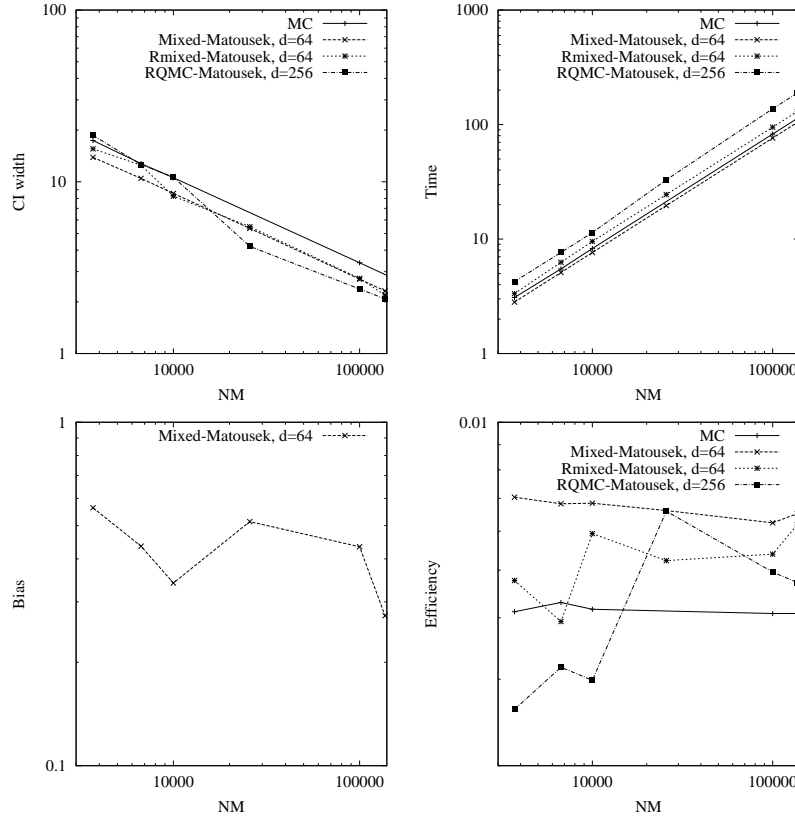 100
10
1
CI width
10000
100000
NM
MC
Mixed-Matousek, d=64
Rmixed-Matousek, d=64
RQMC-Matousek, d=256
1000
100
10
1
Time
10000
100000
NM
MC
Mixed-Matousek, d=64
Rmixed-Matousek, d=64
RQMC-Matousek, d=256
1
0.1
Bias
10000
100000
NM
Mixed-Matousek, d=64
0.01
Efficiency
10000
100000
NM
MC
Mixed-Matousek, d=64
Rmixed-Matousek, d=64
RQMC-Matousek, d=256